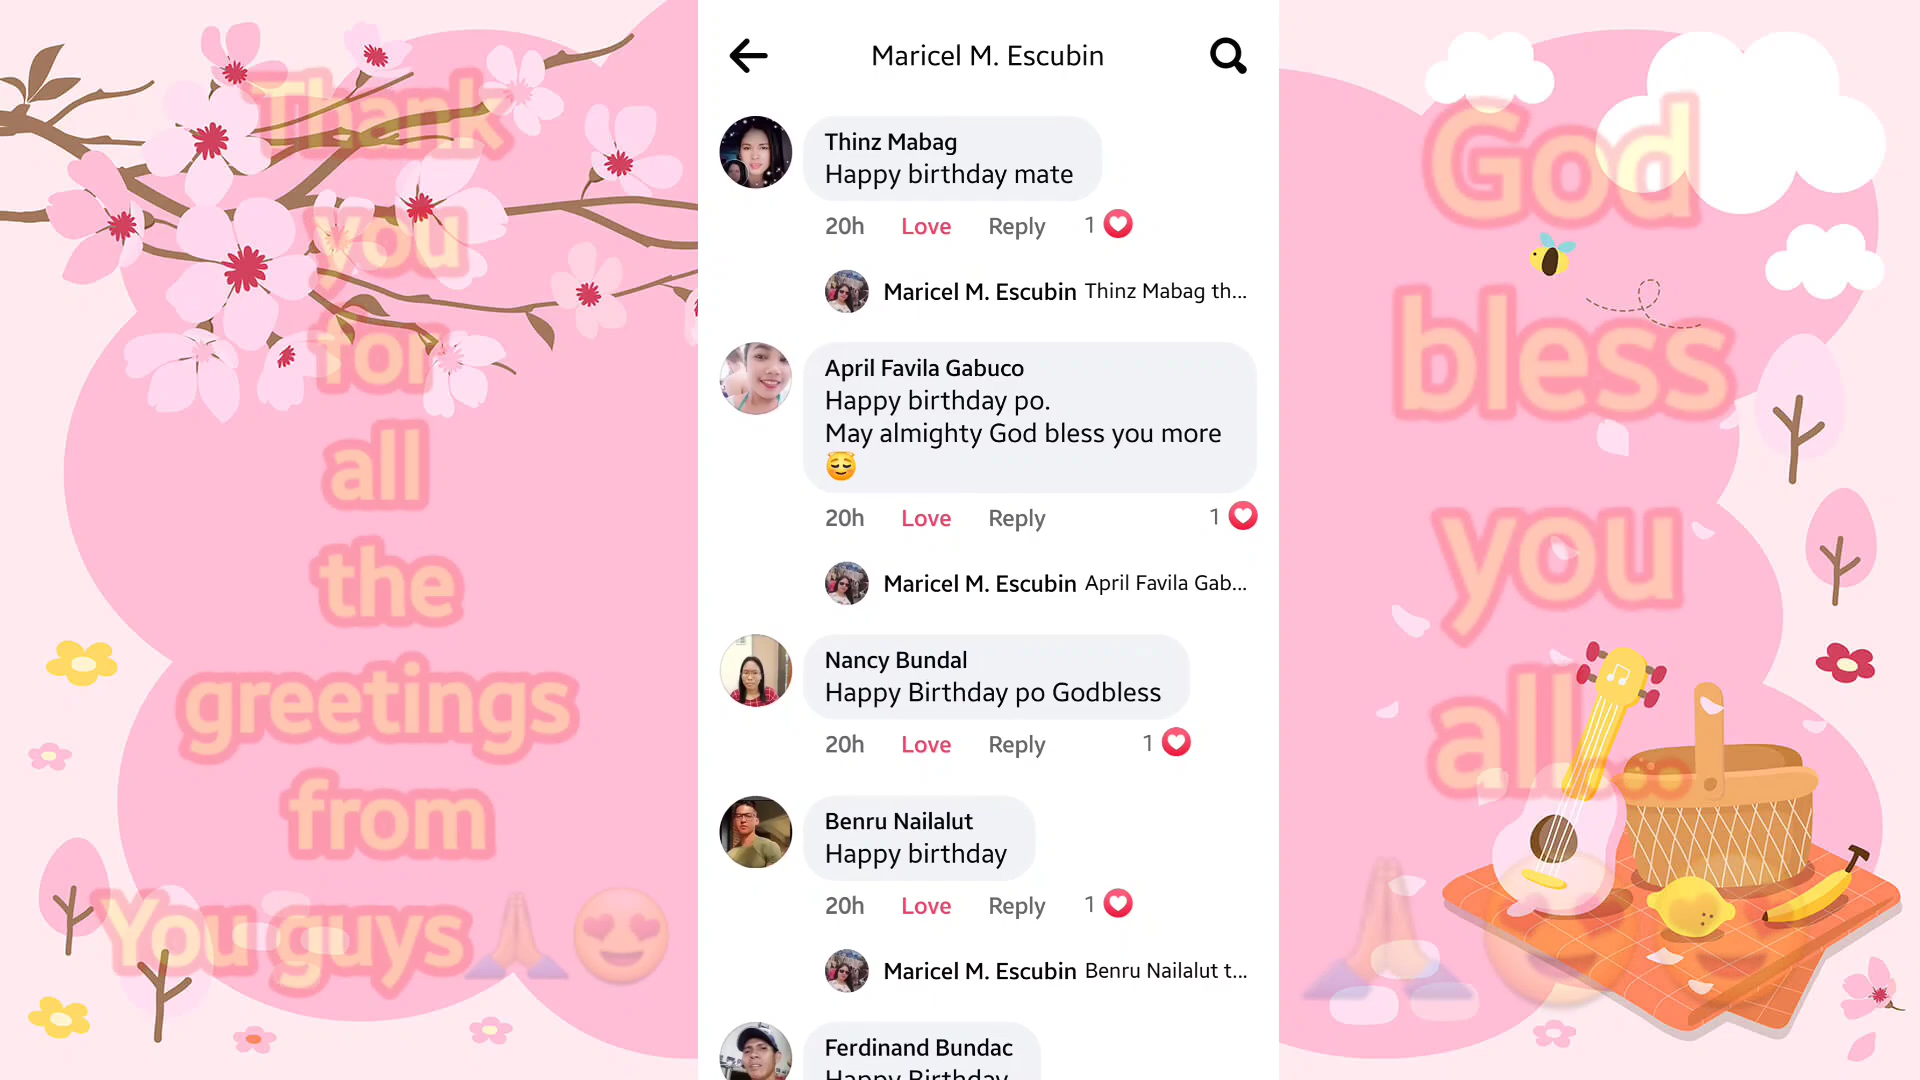 Thank
you
for
all
the
greetings
from
You guys🙏😍
Maricel M. Escubin
Thinz Mabag
Happy birthday mate
20h Love Reply 1
Maricel M. Escubin Thinz Mabag th...
April Favila Gabuco
Happy birthday po.
May almighty God bless you more
😇
20h Love Reply 1
Maricel M. Escubin April Favila Gab...
Nancy Bundal
Happy Birthday po Godbless
20h Love Reply 1
Benru Nailalut
Happy birthday
20h Love Reply 1
Maricel M. Escubin Benru Nailalut t...
Ferdinand Bundac
Happy Birthday
God
bless
you
all...
🙏😍